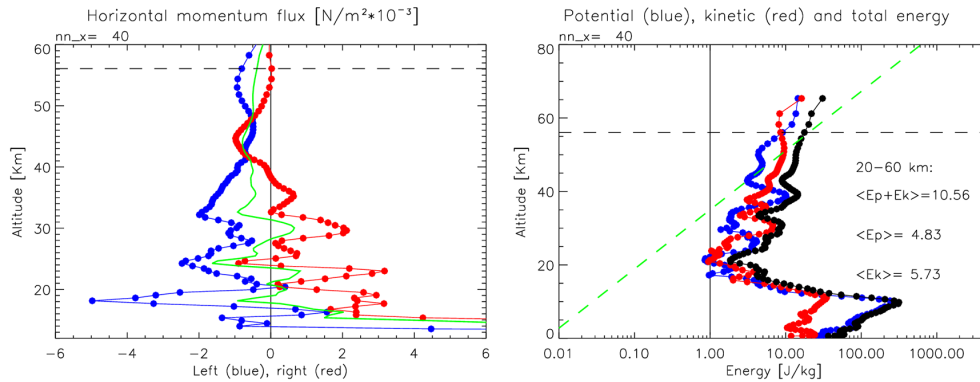 Horizontal momentum flux [N/m²*10⁻³]
nn_x= 40
60
50
40
30
20
Altitude [Km]
-6
-4
-2
0
2
4
6
Left (blue), right (red)
Potential (blue), kinetic (red) and total energy
nn_x= 40
80
60
40
20
0
Altitude [Km]
20-60 km:
<Ep+Ek>=10.56
<Ep>= 4.83
<Ek>= 5.73
0.01
0.10
1.00
10.00
100.00
1000.00
Energy [J/kg]